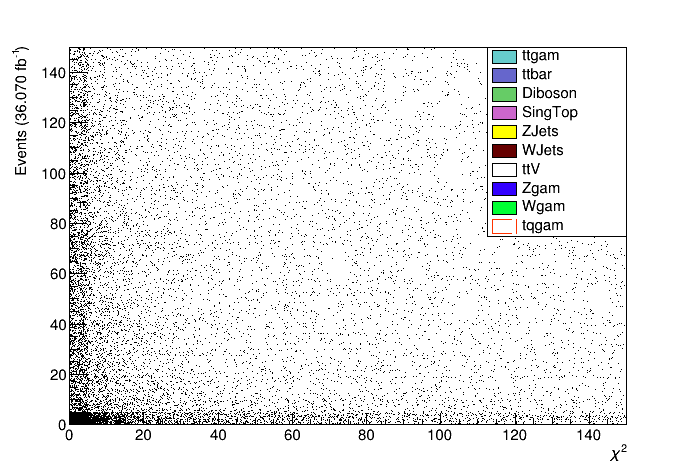 Events (36.070 fb⁻¹)
140
120
100
80
60
40
20
0
0 20 40 60 80 100 120 140
χ²
ttgam
ttbar
Diboson
SingTop
ZJets
WJets
ttV
Zgam
Wgam
tqgam